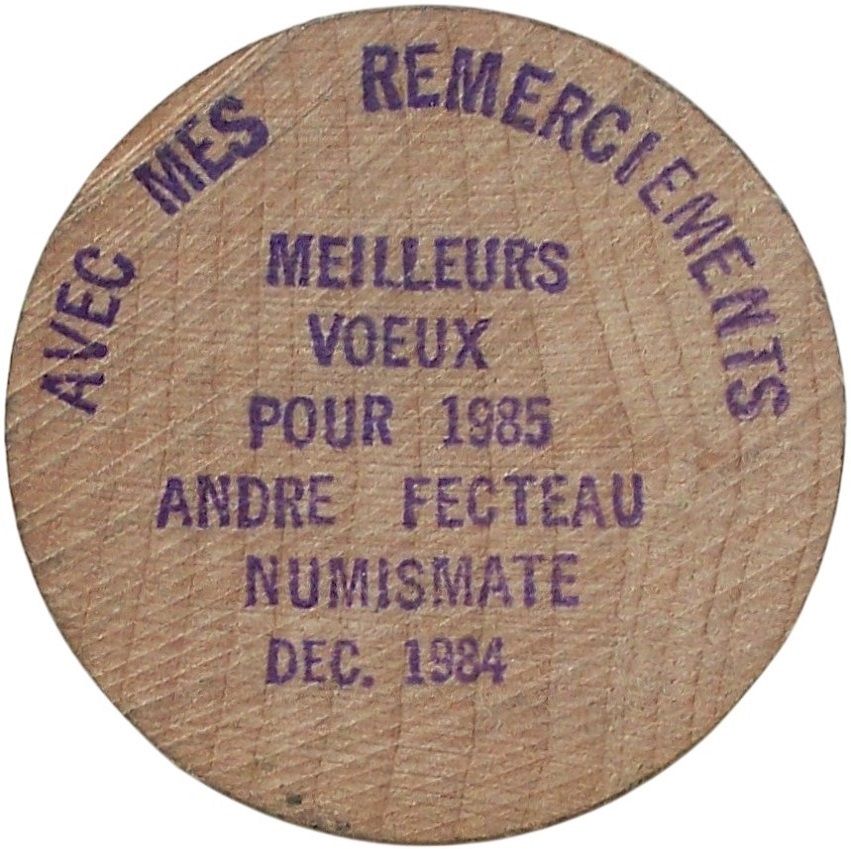 AVEC MES REMERCIEMENTS
MEILLEURS
VOEUX
POUR 1985
ANDRE FECTEAU
NUMISMATE
DEC. 1984